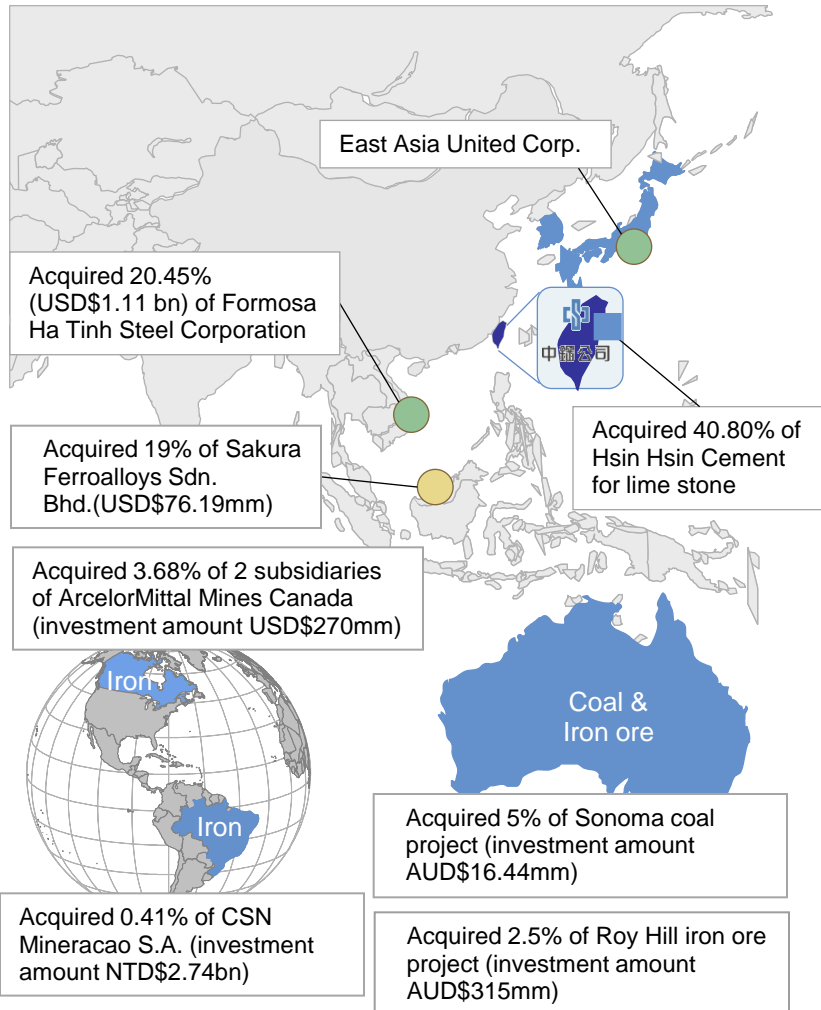 East Asia United Corp.
Acquired 20.45%
(USD$1.11 bn) of Formosa
Ha Tinh Steel Corporation
中鋼公司
Acquired 40.80% of
Hsin Hsin Cement
for lime stone
Acquired 19% of Sakura
Ferroalloys Sdn.
Bhd.(USD$76.19mm)
Acquired 3.68% of 2 subsidiaries
of ArcelorMittal Mines Canada
(investment amount USD$270mm)
Iron
Iron
Coal &
Iron ore
Acquired 5% of Sonoma coal
project (investment amount
AUD$16.44mm)
Acquired 0.41% of CSN
Mineracao S.A. (investment
amount NTD$2.74bn)
Acquired 2.5% of Roy Hill iron ore
project (investment amount
AUD$315mm)